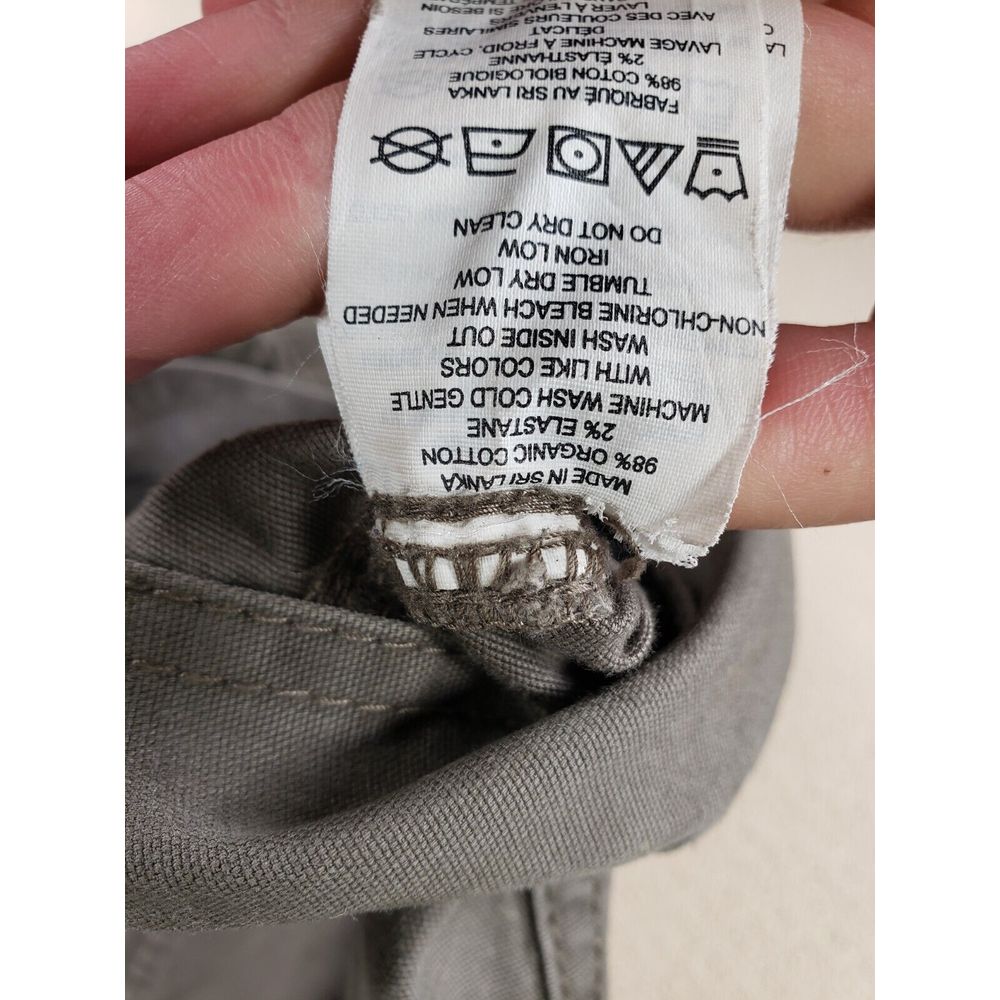 MADE IN SRI LANKA
98% ORGANIC COTTON
2% ELASTANE
MACHINE WASH COLD GENTLE
WITH LIKE COLORS
WASH INSIDE OUT
NON-CHLORINE BLEACH WHEN NEEDED
TUMBLE DRY LOW
IRON LOW
DO NOT DRY CLEAN
FABRIQUÉ AU SRI LANKA
98% COTON BIOLOGIQUE
2% ÉLASTHANNE
LAVAGE MACHINE À FROID, CYCLE
DÉLICAT
AVEC DES COULEURS SIMILAIRES